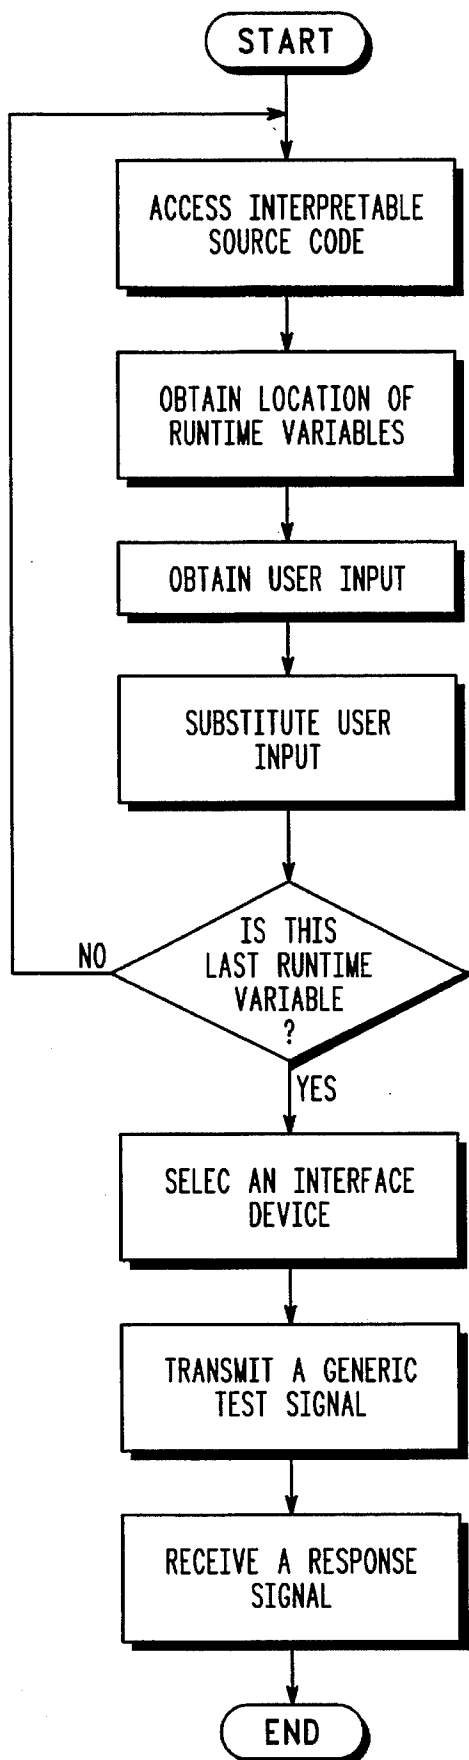 START
ACCESS INTERPRETABLE
SOURCE CODE
OBTAIN LOCATION OF
RUNTIME VARIABLES
OBTAIN USER INPUT
SUBSTITUTE USER
INPUT
IS THIS
LAST RUNTIME
VARIABLE
?
NO
YES
SELEC AN INTERFACE
DEVICE
TRANSMIT A GENERIC
TEST SIGNAL
RECEIVE A RESPONSE
SIGNAL
END